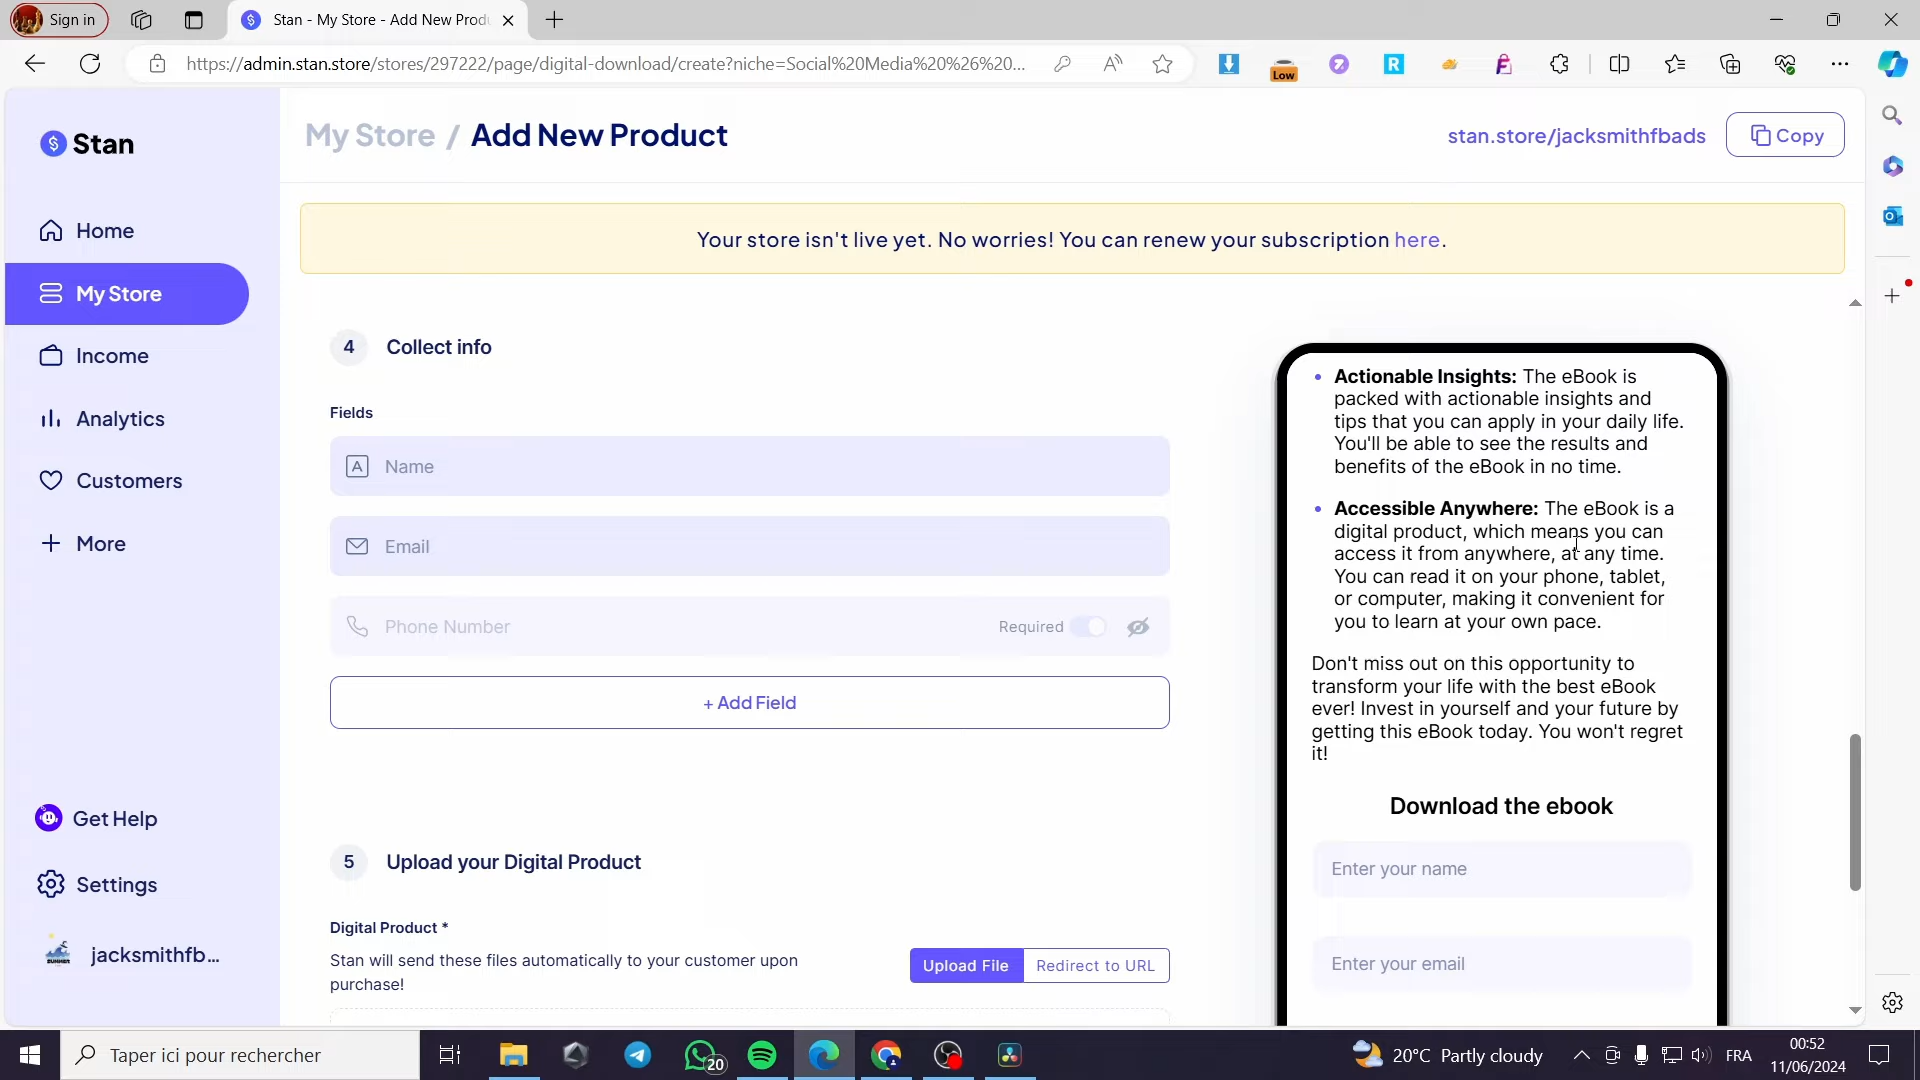 Sign in
Stan - My Store - Add New Produ
https://admin.stan.store/stores/297222/page/digital-download/create?niche=Social%20Media%20%26%20...
Low
Stan
My Store / Add New Product
stan.store/jacksmithfbads
Copy
Home
My Store
Income
Analytics
Customers
More
Get Help
Settings
jacksmithfb...
Your store isn't live yet. No worries! You can renew your subscription here.
4 Collect info
Fields
Name
Email
Phone Number
Required
+ Add Field
5 Upload your Digital Product
Digital Product *
Stan will send these files automatically to your customer upon
purchase!
Upload File
Redirect to URL
• Actionable Insights: The eBook is
packed with actionable insights and
tips that you can apply in your daily life.
You'll be able to see the results and
benefits of the eBook in no time.
• Accessible Anywhere: The eBook is a
digital product, which means you can
access it from anywhere, at any time.
You can read it on your phone, tablet,
or computer, making it convenient for
you to learn at your own pace.
Don't miss out on this opportunity to
transform your life with the best eBook
ever! Invest in yourself and your future by
getting this eBook today. You won't regret
it!
Download the ebook
Enter your name
Enter your email
Taper ici pour rechercher
20
20°C Partly cloudy
FRA
00:52
11/06/2024